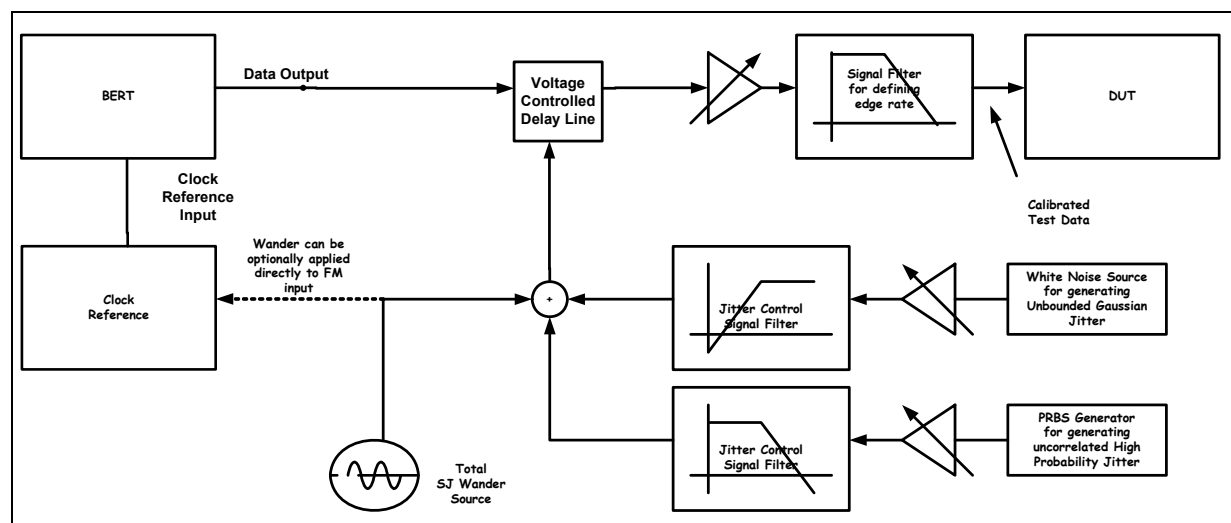 BERT
Data Output
Voltage
Controlled
Delay Line
Signal Filter
for defining
edge rate
DUT
Clock
Reference
Input
Calibrated
Test Data
Wander can be
optionally applied
directly to FM
input
Clock
Reference
+
Jitter Control
Signal Filter
White Noise Source
for generating
Unbounded Gaussian
Jitter
Jitter Control
Signal Filter
PRBS Generator
for generating
uncorrelated High
Probability Jitter
Total
SJ Wander
Source